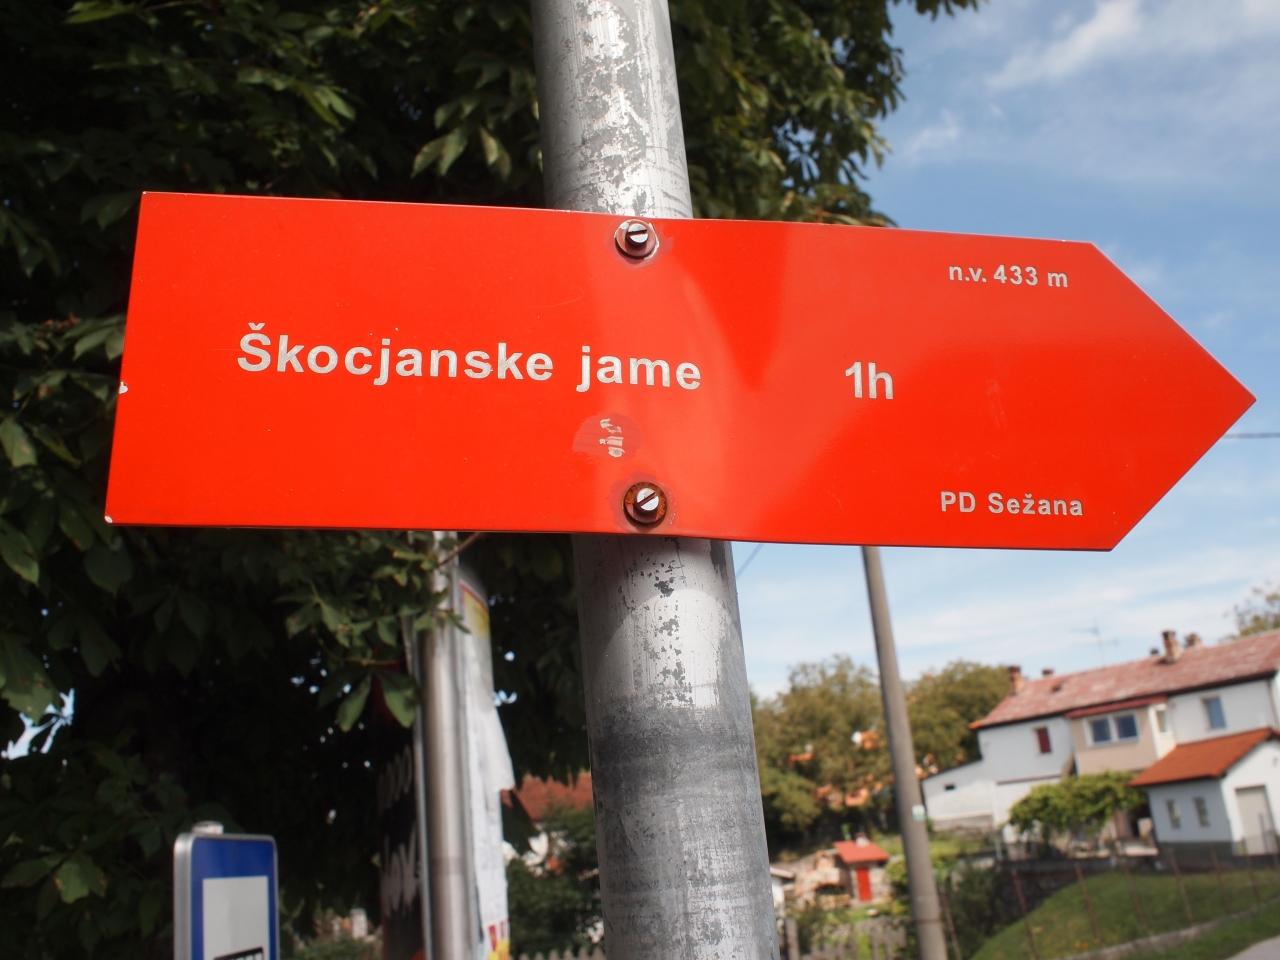 n.v. 433 m
Škocjanske jame 1h
PD Sežana